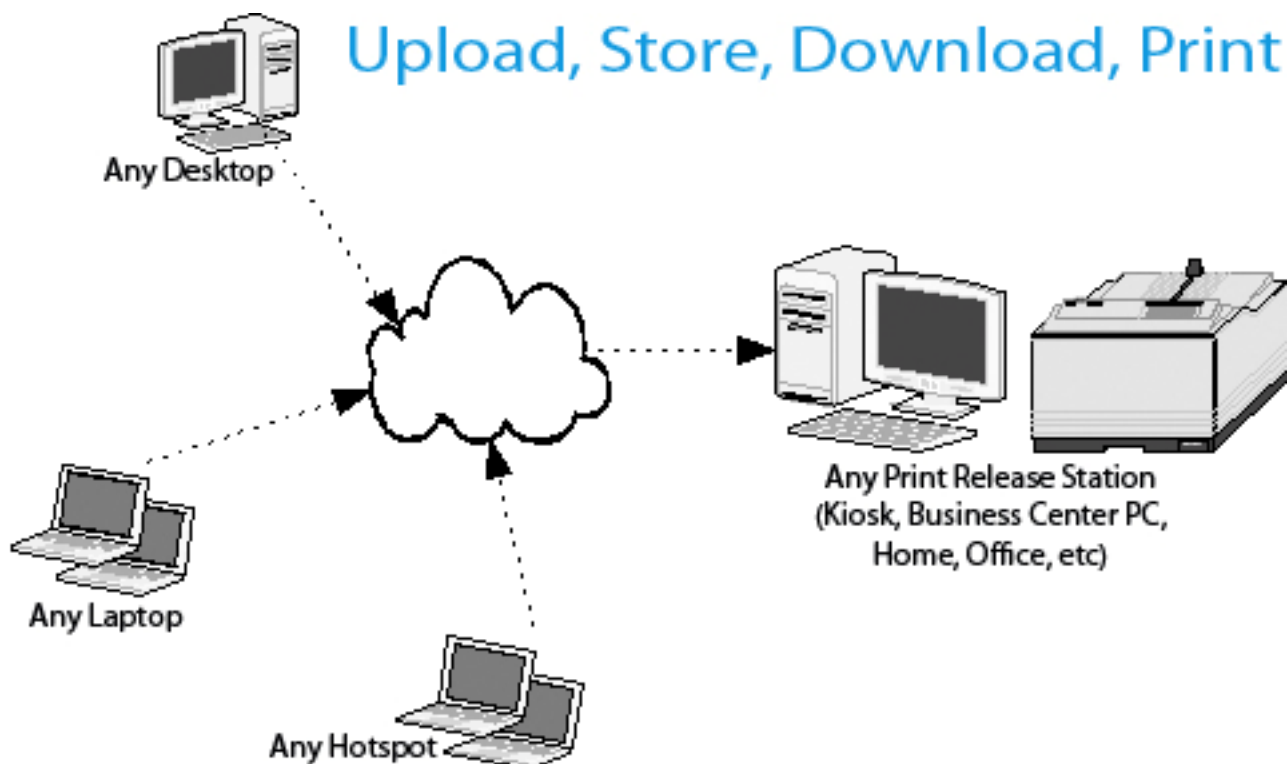 Upload, Store, Download, Print
Any Desktop
Any Print Release Station
(Kiosk, Business Center PC,
Home, Office, etc)
Any Laptop
Any Hotspot